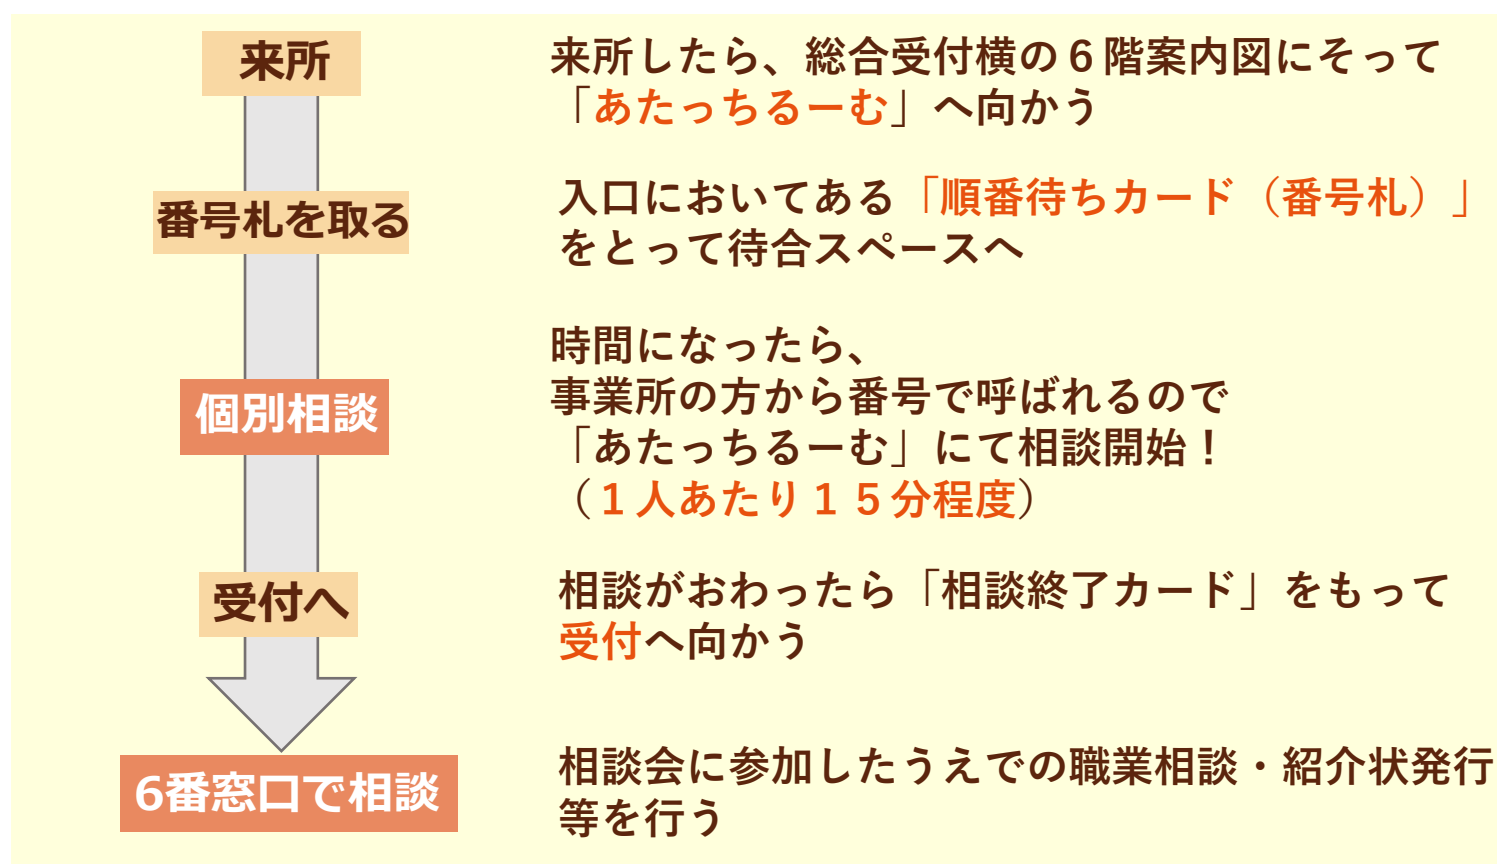 来所
来所したら、総合受付横の６階案内図にそって
「あたっちるーむ」へ向かう
番号札を取る
入口においてある「順番待ちカード（番号札）」
をとって待合スペースへ
個別相談
時間になったら、
事業所の方から番号で呼ばれるので
「あたっちるーむ」にて相談開始！
（１人あたり１５分程度）
受付へ
相談がおわったら「相談終了カード」をもって
受付へ向かう
6番窓口で相談
相談会に参加したうえでの職業相談・紹介状発行
等を行う